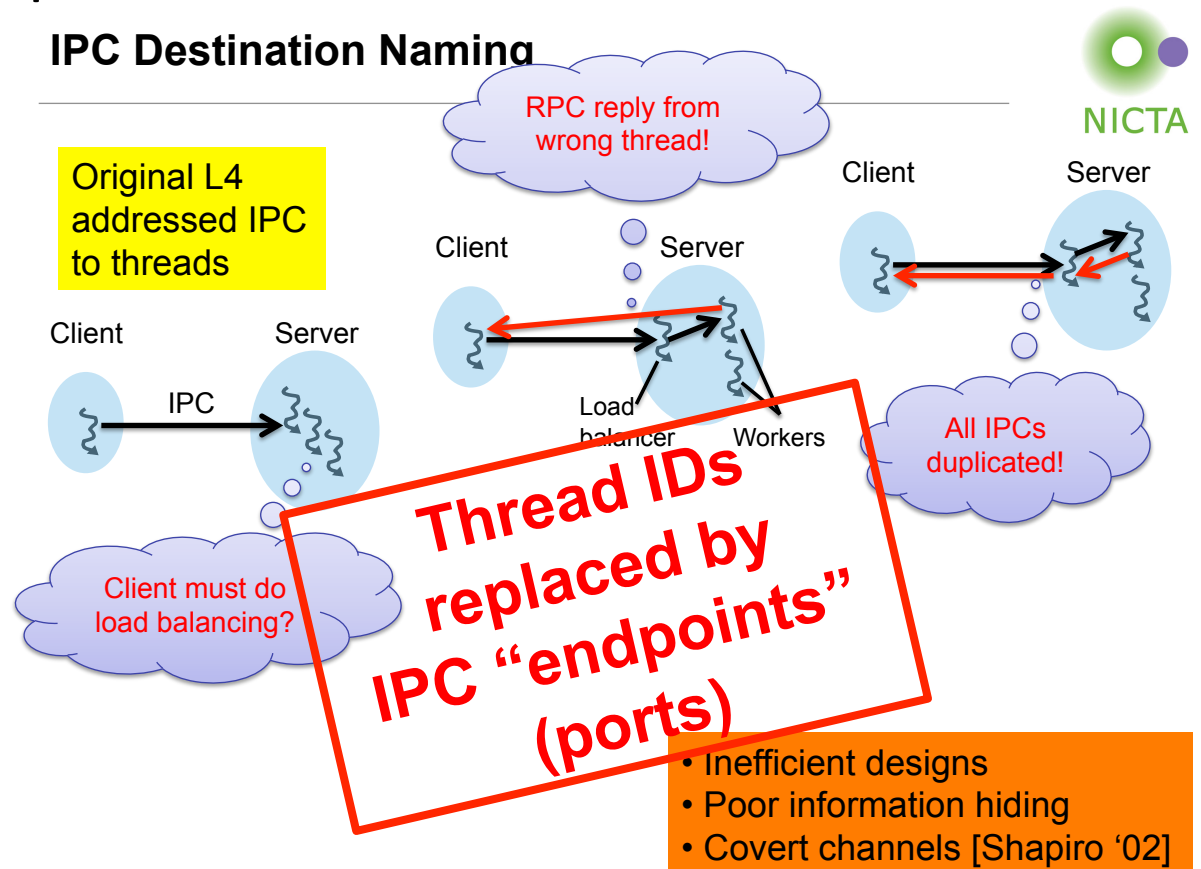 IPC Destination Naming
NICTA
RPC reply from
wrong thread!
Original L4
addressed IPC
to threads
Client
Server
IPC
Client must do
load balancing?
Client
Server
Load
balancer
Workers
Client
Server
All IPCs
duplicated!
Thread IDs
replaced by
IPC “endpoints”
(ports)
• Inefficient designs
• Poor information hiding
• Covert channels [Shapiro ‘02]